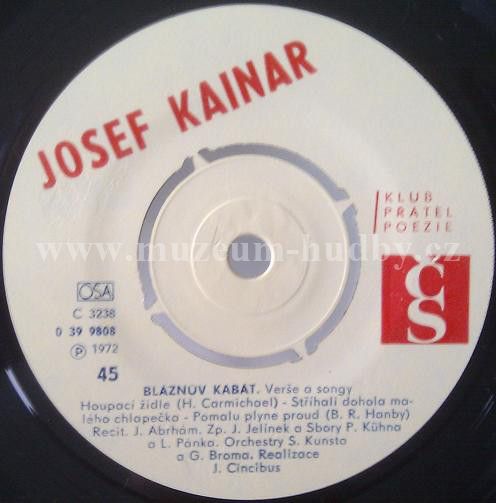 JOSEF KAINAR
KLUB
PŘÁTEL
POEZIE
ČS
www.muzeum-hudby.cz
OSA
C 3238
0 39 9808
Ⓟ 1972
45
BLÁZNŮV KABÁT. Verše a songy
Houpací židle (H. Carmichael) - Stříhali dohola ma-
lého chlapečka - Pomalu plyne proud (B. R. Hanby)
Recit. J. Abrhám. Zp. J. Jelínek a Sbory P. Kühna
a L. Pánka. Orchestry S. Kunsta
a G. Broma. Realizace
J. Cincibus